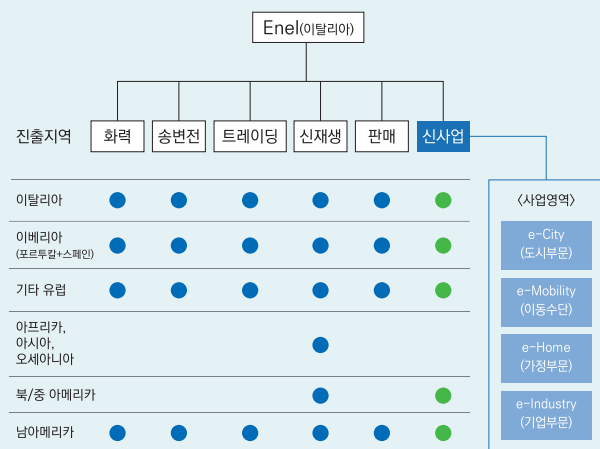 Enel(이탈리아)
진출지역
화력
송변전
트레이딩
신재생
판매
신사업
이탈리아
이베리아
(포르투칼+스페인)
기타 유럽
아프리카,
아시아,
오세아니아
북/중 아메리카
남아메리카
〈사업영역〉
e-City
(도시부문)
e-Mobility
(이동수단)
e-Home
(가정부문)
e-Industry
(기업부문)